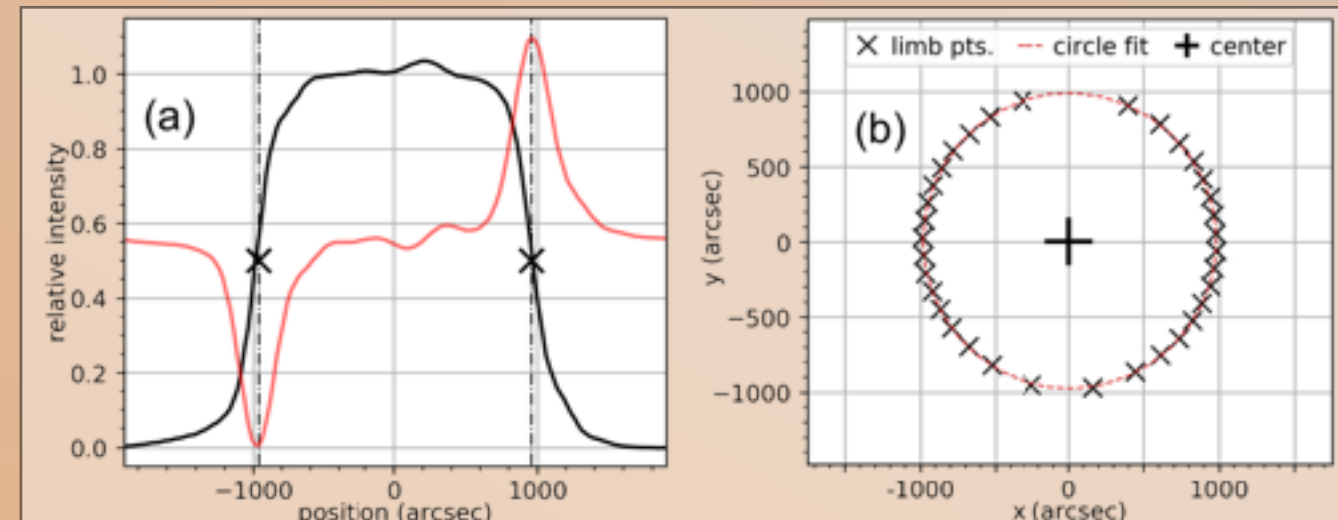 (a)
relative intensity
1.0
0.8
0.6
0.4
0.2
0.0
−1000 0 1000
position (arcsec)
× limb pts. --- circle fit + center
(b)
y (arcsec)
1000
500
0
−500
−1000
-1000 0 1000
x (arcsec)